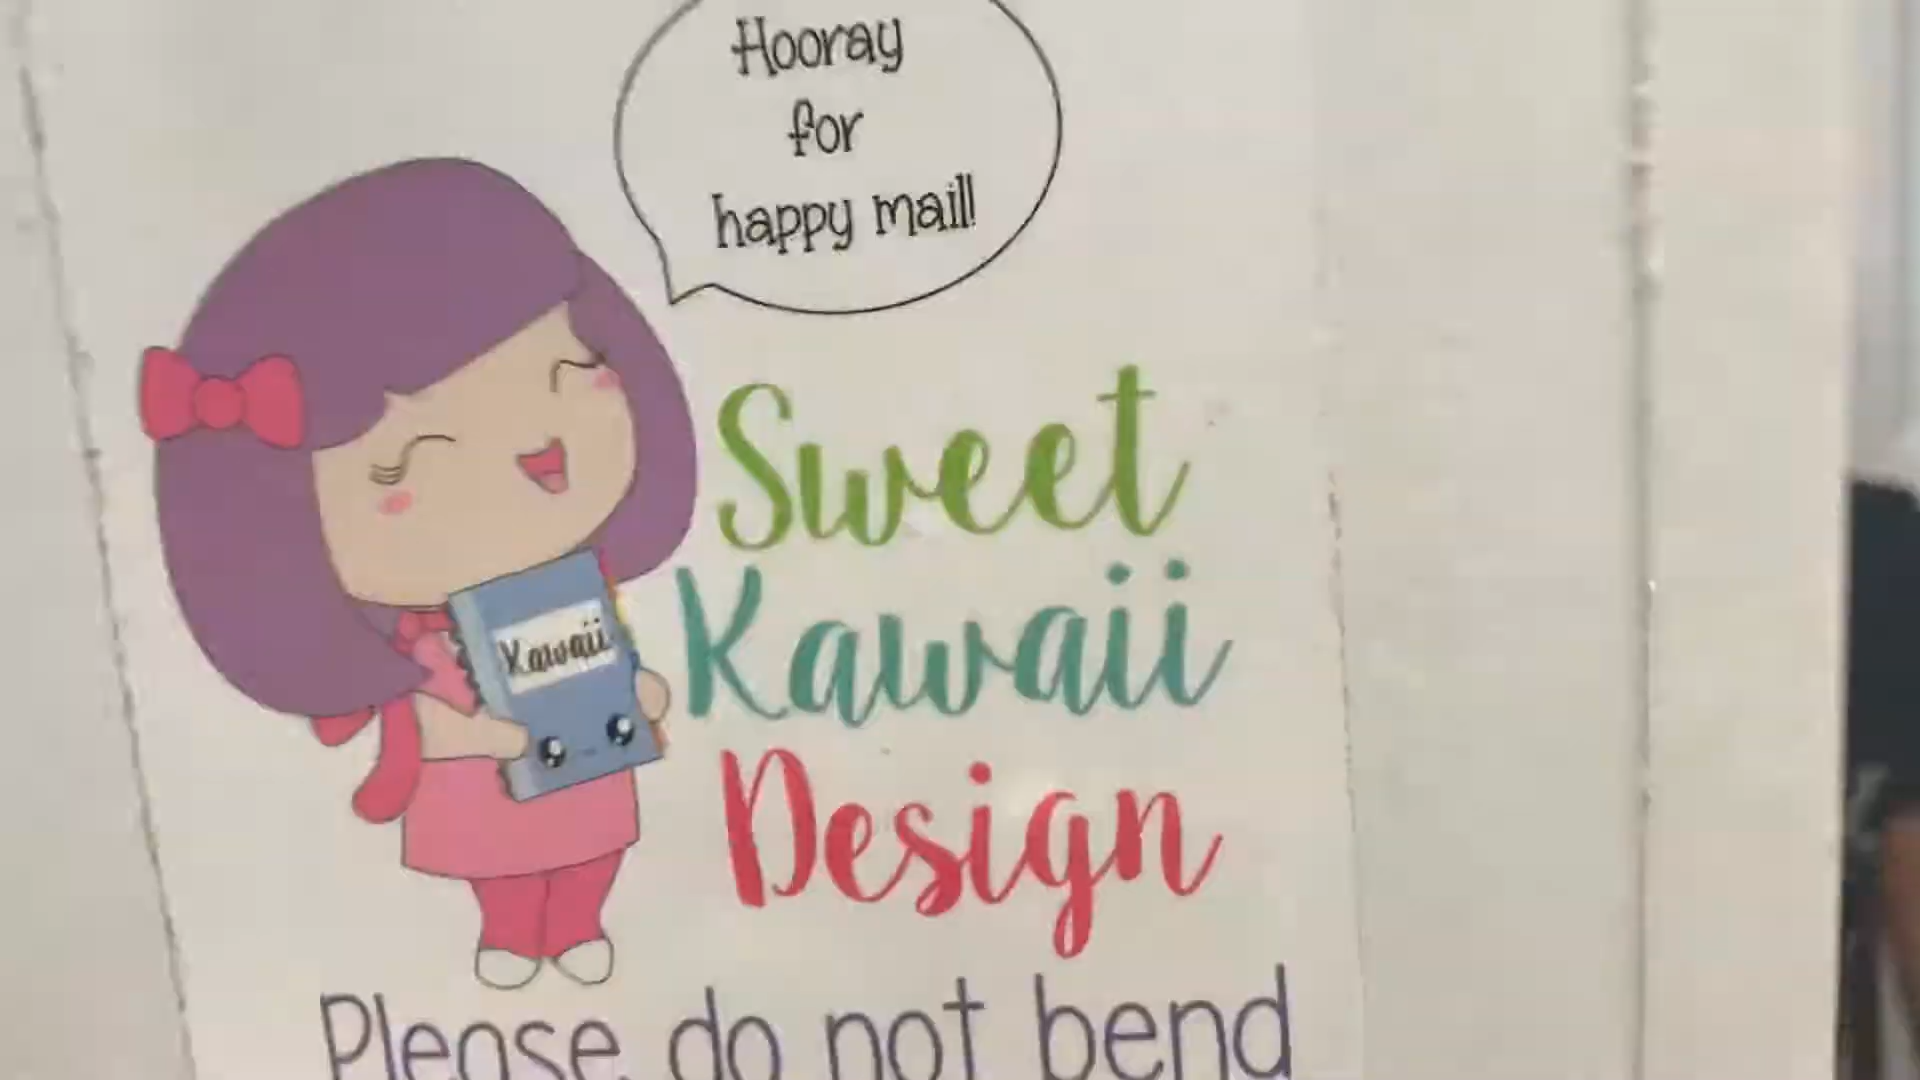 Hooray
for
happy mail!
Sweet
Kawaii
Design
Kawaii
Please do not bend